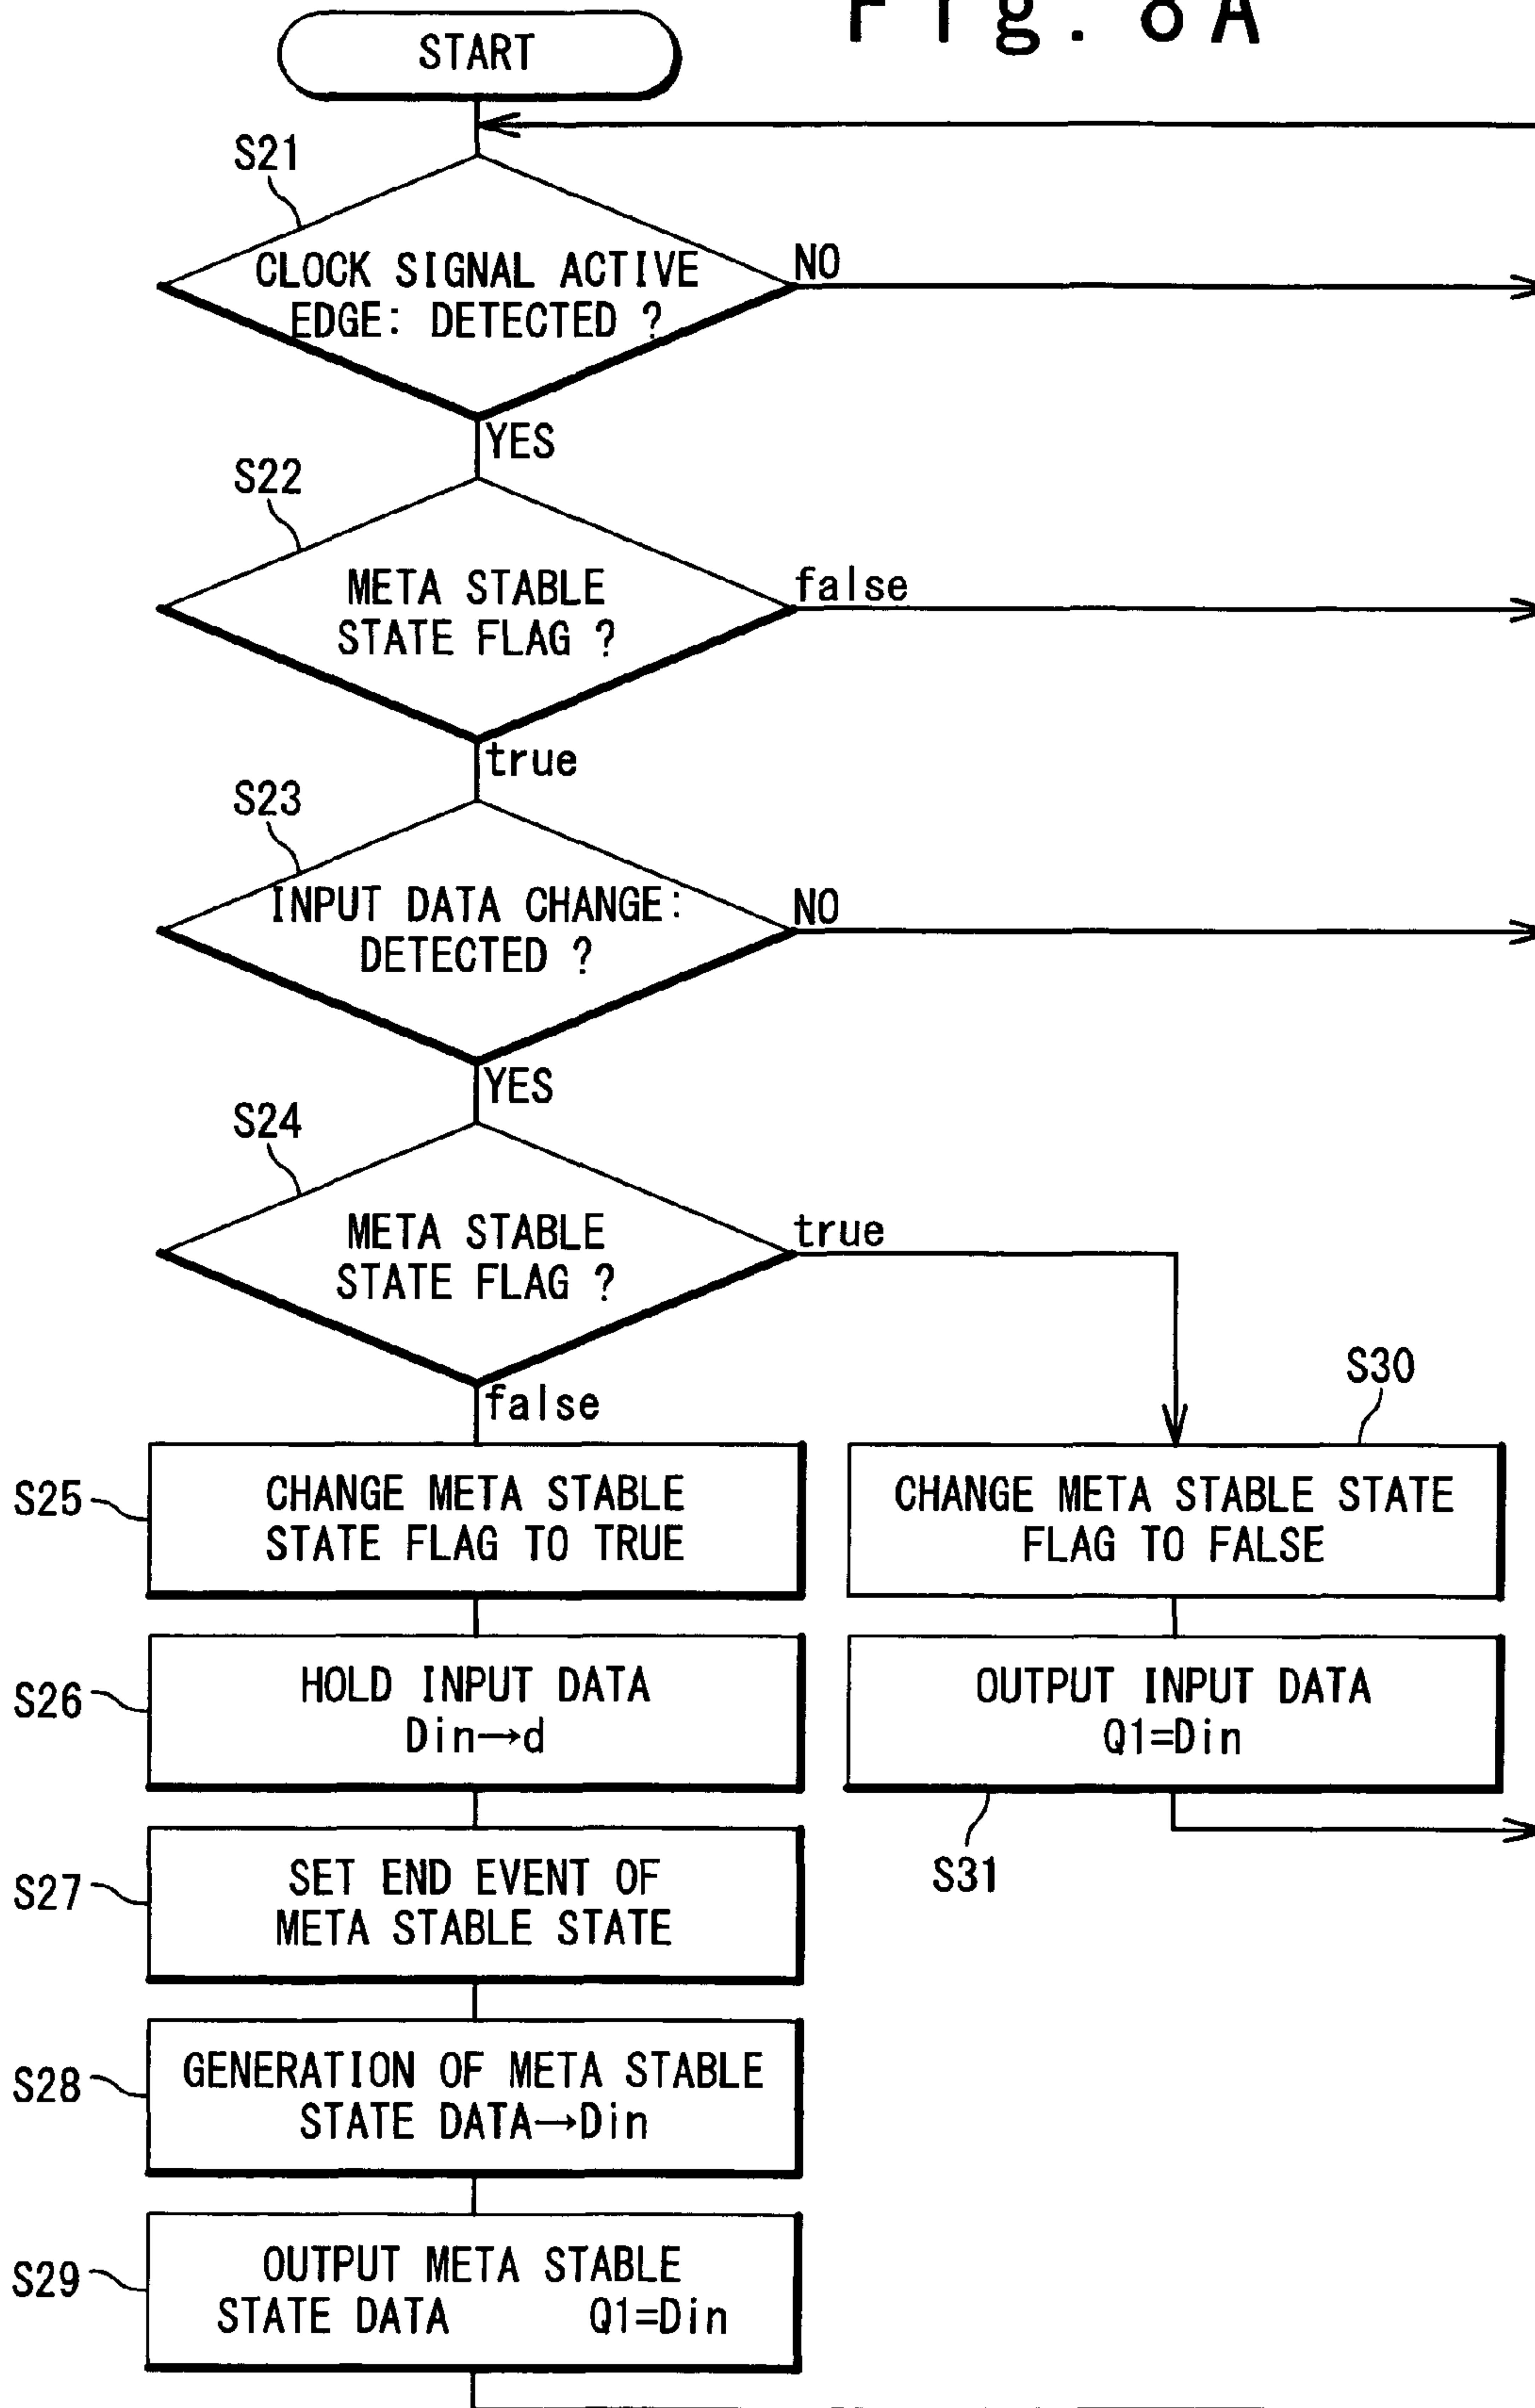 Fig. 8A
START
S21
CLOCK SIGNAL ACTIVE
EDGE: DETECTED ?
NO
YES
S22
META STABLE
STATE FLAG ?
false
true
S23
INPUT DATA CHANGE:
DETECTED ?
NO
YES
S24
META STABLE
STATE FLAG ?
true
false
S25
CHANGE META STABLE
STATE FLAG TO TRUE
S30
CHANGE META STABLE STATE
FLAG TO FALSE
S26
HOLD INPUT DATA
Din→d
OUTPUT INPUT DATA
Q1=Din
S31
S27
SET END EVENT OF
META STABLE STATE
S28
GENERATION OF META STABLE
STATE DATA→Din
S29
OUTPUT META STABLE
STATE DATA Q1=Din